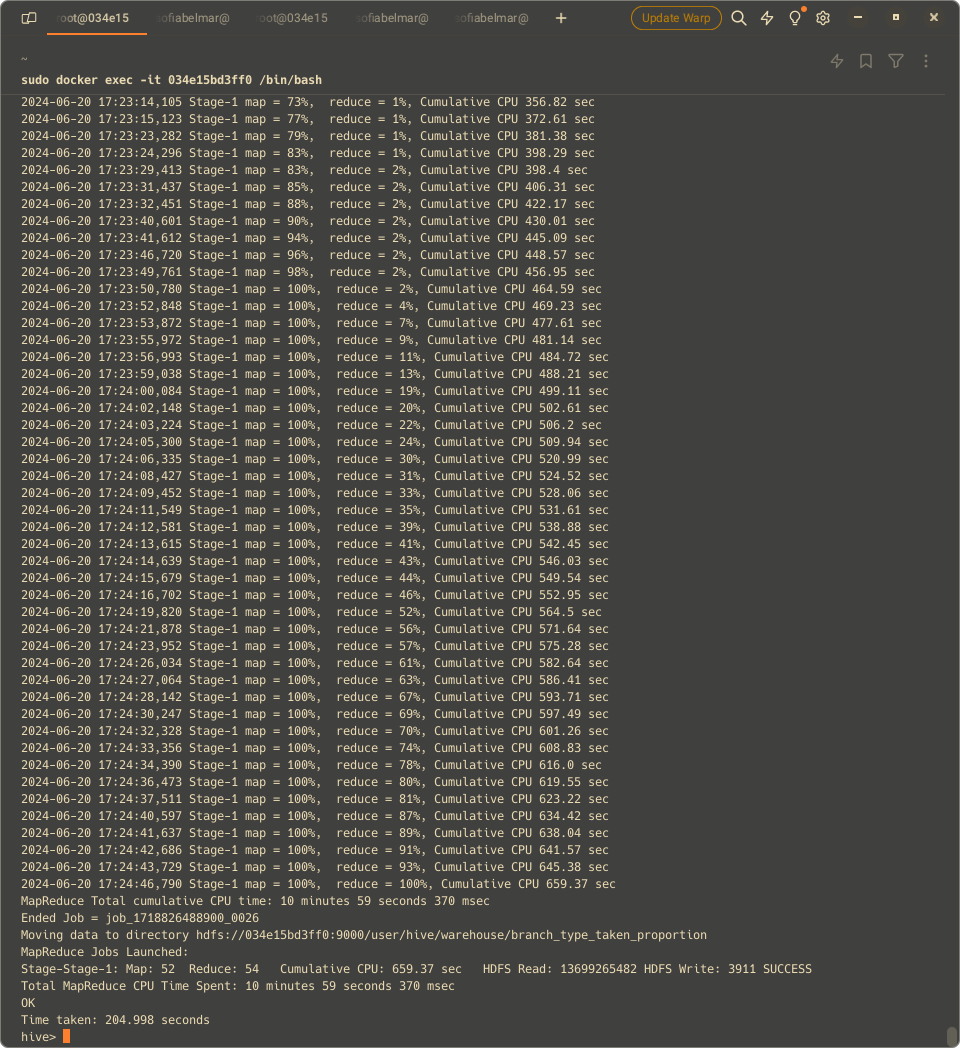 oot@034e15
ofiabelmar@
oot@034e15
ofiabelmar@
ofiabelmar@
+
Update Warp
~
sudo docker exec -it 034e15bd3ff0 /bin/bash
2024-06-20 17:23:14,105 Stage-1 map = 73%,  reduce = 1%, Cumulative CPU 356.82 sec
2024-06-20 17:23:15,123 Stage-1 map = 77%,  reduce = 1%, Cumulative CPU 372.61 sec
2024-06-20 17:23:23,282 Stage-1 map = 79%,  reduce = 1%, Cumulative CPU 381.38 sec
2024-06-20 17:23:24,296 Stage-1 map = 83%,  reduce = 1%, Cumulative CPU 398.29 sec
2024-06-20 17:23:29,413 Stage-1 map = 83%,  reduce = 2%, Cumulative CPU 398.4 sec
2024-06-20 17:23:31,437 Stage-1 map = 85%,  reduce = 2%, Cumulative CPU 406.31 sec
2024-06-20 17:23:32,451 Stage-1 map = 88%,  reduce = 2%, Cumulative CPU 422.17 sec
2024-06-20 17:23:40,601 Stage-1 map = 90%,  reduce = 2%, Cumulative CPU 430.01 sec
2024-06-20 17:23:41,612 Stage-1 map = 94%,  reduce = 2%, Cumulative CPU 445.09 sec
2024-06-20 17:23:46,720 Stage-1 map = 96%,  reduce = 2%, Cumulative CPU 448.57 sec
2024-06-20 17:23:49,761 Stage-1 map = 98%,  reduce = 2%, Cumulative CPU 456.95 sec
2024-06-20 17:23:50,780 Stage-1 map = 100%,  reduce = 2%, Cumulative CPU 464.59 sec
2024-06-20 17:23:52,848 Stage-1 map = 100%,  reduce = 4%, Cumulative CPU 469.23 sec
2024-06-20 17:23:53,872 Stage-1 map = 100%,  reduce = 7%, Cumulative CPU 477.61 sec
2024-06-20 17:23:55,972 Stage-1 map = 100%,  reduce = 9%, Cumulative CPU 481.14 sec
2024-06-20 17:23:56,993 Stage-1 map = 100%,  reduce = 11%, Cumulative CPU 484.72 sec
2024-06-20 17:23:59,038 Stage-1 map = 100%,  reduce = 13%, Cumulative CPU 488.21 sec
2024-06-20 17:24:00,084 Stage-1 map = 100%,  reduce = 19%, Cumulative CPU 499.11 sec
2024-06-20 17:24:02,148 Stage-1 map = 100%,  reduce = 20%, Cumulative CPU 502.61 sec
2024-06-20 17:24:03,224 Stage-1 map = 100%,  reduce = 22%, Cumulative CPU 506.2 sec
2024-06-20 17:24:05,300 Stage-1 map = 100%,  reduce = 24%, Cumulative CPU 509.94 sec
2024-06-20 17:24:06,335 Stage-1 map = 100%,  reduce = 30%, Cumulative CPU 520.99 sec
2024-06-20 17:24:08,427 Stage-1 map = 100%,  reduce = 31%, Cumulative CPU 524.52 sec
2024-06-20 17:24:09,452 Stage-1 map = 100%,  reduce = 33%, Cumulative CPU 528.06 sec
2024-06-20 17:24:11,549 Stage-1 map = 100%,  reduce = 35%, Cumulative CPU 531.61 sec
2024-06-20 17:24:12,581 Stage-1 map = 100%,  reduce = 39%, Cumulative CPU 538.88 sec
2024-06-20 17:24:13,615 Stage-1 map = 100%,  reduce = 41%, Cumulative CPU 542.45 sec
2024-06-20 17:24:14,639 Stage-1 map = 100%,  reduce = 43%, Cumulative CPU 546.03 sec
2024-06-20 17:24:15,679 Stage-1 map = 100%,  reduce = 44%, Cumulative CPU 549.54 sec
2024-06-20 17:24:16,702 Stage-1 map = 100%,  reduce = 46%, Cumulative CPU 552.95 sec
2024-06-20 17:24:19,820 Stage-1 map = 100%,  reduce = 52%, Cumulative CPU 564.5 sec
2024-06-20 17:24:21,878 Stage-1 map = 100%,  reduce = 56%, Cumulative CPU 571.64 sec
2024-06-20 17:24:23,952 Stage-1 map = 100%,  reduce = 57%, Cumulative CPU 575.28 sec
2024-06-20 17:24:26,034 Stage-1 map = 100%,  reduce = 61%, Cumulative CPU 582.64 sec
2024-06-20 17:24:27,064 Stage-1 map = 100%,  reduce = 63%, Cumulative CPU 586.41 sec
2024-06-20 17:24:28,142 Stage-1 map = 100%,  reduce = 67%, Cumulative CPU 593.71 sec
2024-06-20 17:24:30,247 Stage-1 map = 100%,  reduce = 69%, Cumulative CPU 597.49 sec
2024-06-20 17:24:32,328 Stage-1 map = 100%,  reduce = 70%, Cumulative CPU 601.26 sec
2024-06-20 17:24:33,356 Stage-1 map = 100%,  reduce = 74%, Cumulative CPU 608.83 sec
2024-06-20 17:24:34,390 Stage-1 map = 100%,  reduce = 78%, Cumulative CPU 616.0 sec
2024-06-20 17:24:36,473 Stage-1 map = 100%,  reduce = 80%, Cumulative CPU 619.55 sec
2024-06-20 17:24:37,511 Stage-1 map = 100%,  reduce = 81%, Cumulative CPU 623.22 sec
2024-06-20 17:24:40,597 Stage-1 map = 100%,  reduce = 87%, Cumulative CPU 634.42 sec
2024-06-20 17:24:41,637 Stage-1 map = 100%,  reduce = 89%, Cumulative CPU 638.04 sec
2024-06-20 17:24:42,686 Stage-1 map = 100%,  reduce = 91%, Cumulative CPU 641.57 sec
2024-06-20 17:24:43,729 Stage-1 map = 100%,  reduce = 93%, Cumulative CPU 645.38 sec
2024-06-20 17:24:46,790 Stage-1 map = 100%,  reduce = 100%, Cumulative CPU 659.37 sec
MapReduce Total cumulative CPU time: 10 minutes 59 seconds 370 msec
Ended Job = job_1718826488900_0026
Moving data to directory hdfs://034e15bd3ff0:9000/user/hive/warehouse/branch_type_taken_proportion
MapReduce Jobs Launched:
Stage-Stage-1: Map: 52  Reduce: 54   Cumulative CPU: 659.37 sec   HDFS Read: 13699265482 HDFS Write: 3911 SUCCESS
Total MapReduce CPU Time Spent: 10 minutes 59 seconds 370 msec
OK
Time taken: 204.998 seconds
hive>